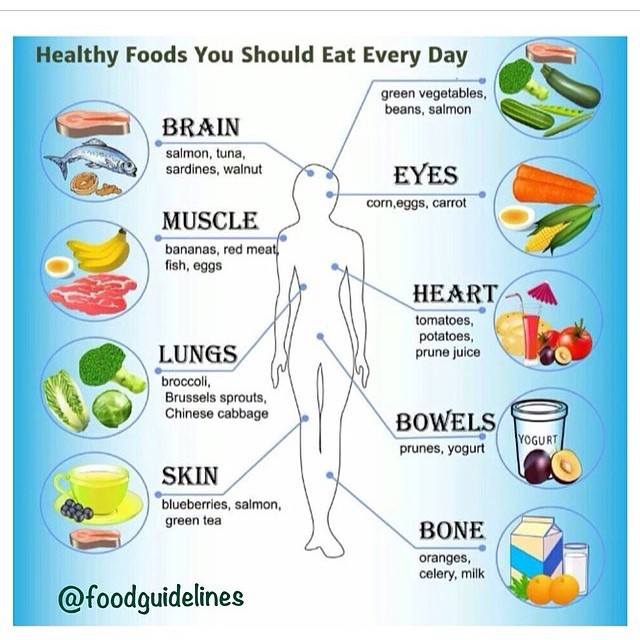 Healthy Foods You Should Eat Every Day
green vegetables,
beans, salmon
BRAIN
salmon, tuna,
sardines, walnut
EYES
corn,eggs, carrot
MUSCLE
bananas, red meat,
fish, eggs
HEART
tomatoes,
potatoes,
prune juice
LUNGS
broccoli,
Brussels sprouts,
Chinese cabbage
BOWELS
prunes, yogurt
YOGURT
SKIN
blueberries, salmon,
green tea
BONE
oranges,
celery, milk
@foodguidelines